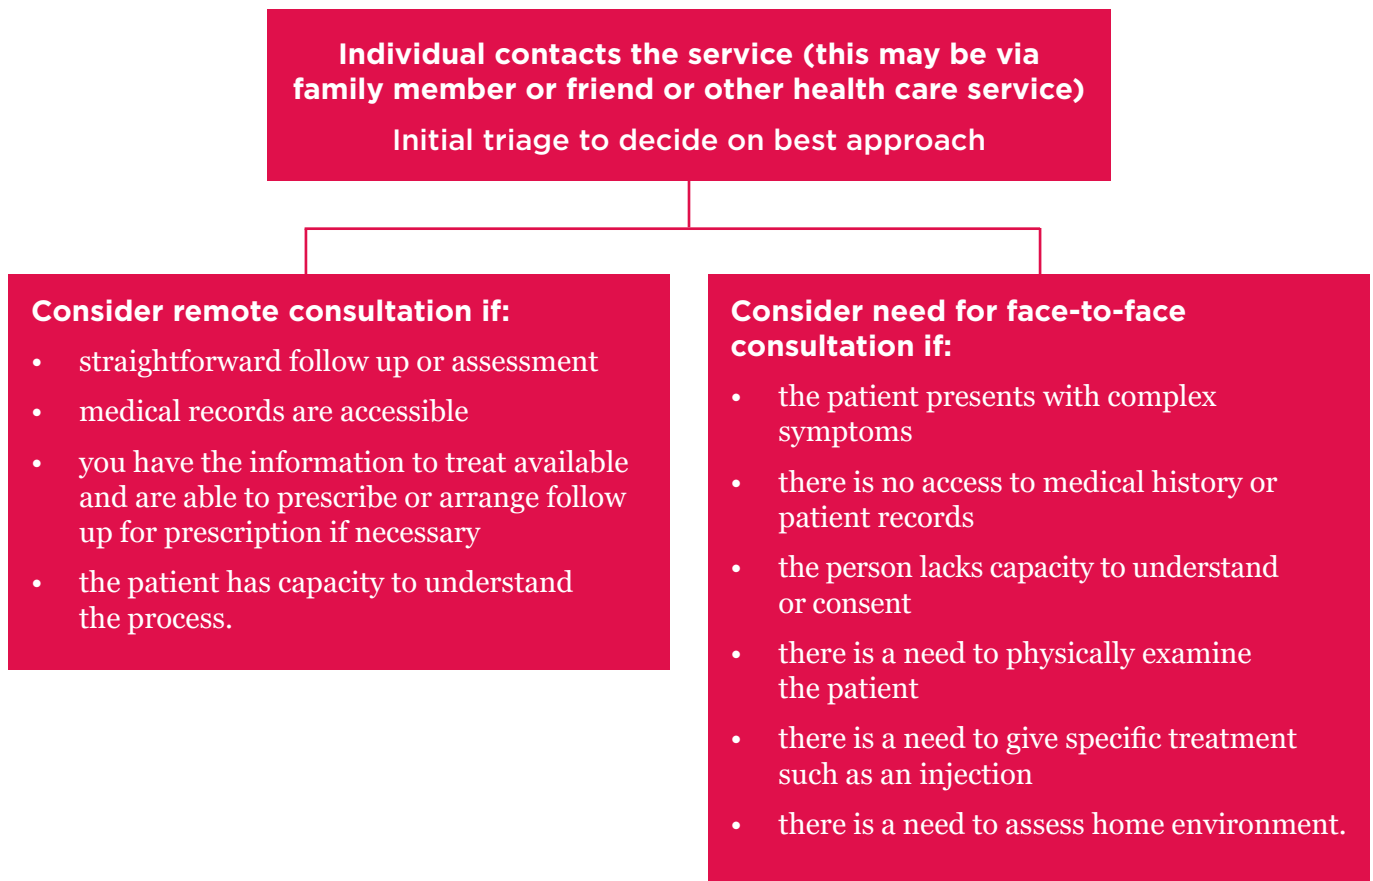 Individual contacts the service (this may be via
family member or friend or other health care service)
Initial triage to decide on best approach
Consider remote consultation if:
• straightforward follow up or assessment
• medical records are accessible
• you have the information to treat available
and are able to prescribe or arrange follow
up for prescription if necessary
• the patient has capacity to understand
the process.
Consider need for face-to-face
consultation if:
• the patient presents with complex
symptoms
• there is no access to medical history or
patient records
• the person lacks capacity to understand
or consent
• there is a need to physically examine
the patient
• there is a need to give specific treatment
such as an injection
• there is a need to assess home environment.